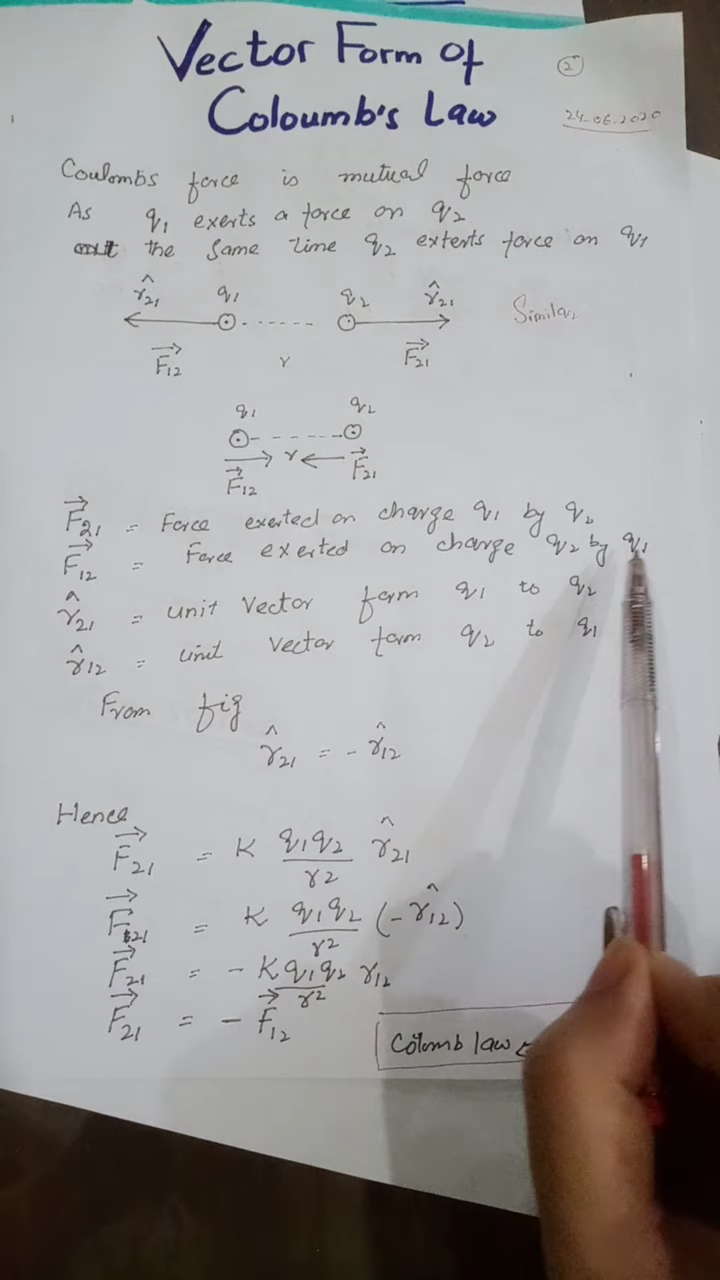 Vector Form of
Coloumb's Law
2
24-06-2020
Coulombs force is mutual force
As q₁ exerts a force on q₂
the same time q₂ exterts force on q₁
r̂₂₁ q₁ q₂ r̂₂₁
F⃗₁₂ r F⃗₂₁
q₁ q₂
r
F⃗₁₂ F⃗₂₁
F⃗₂₁ = Force exerted on charge q₁ by q₂
F⃗₁₂ = Force exerted on charge q₂ by q₁
r̂₂₁ = unit vector form q₁ to q₂
r̂₁₂ = unit vector form q₂ to q₁
From fig
r̂₂₁ = - r̂₁₂
Hence
F⃗₂₁ = K q₁q₂/r2 r̂₂₁
F⃗₂₁ = K q₁q₂/r² (-r̂₁₂)
F⃗₂₁ = - K q₁q₂/r² r₁₂
F⃗₂₁ = - F⃗₁₂
Colomb law